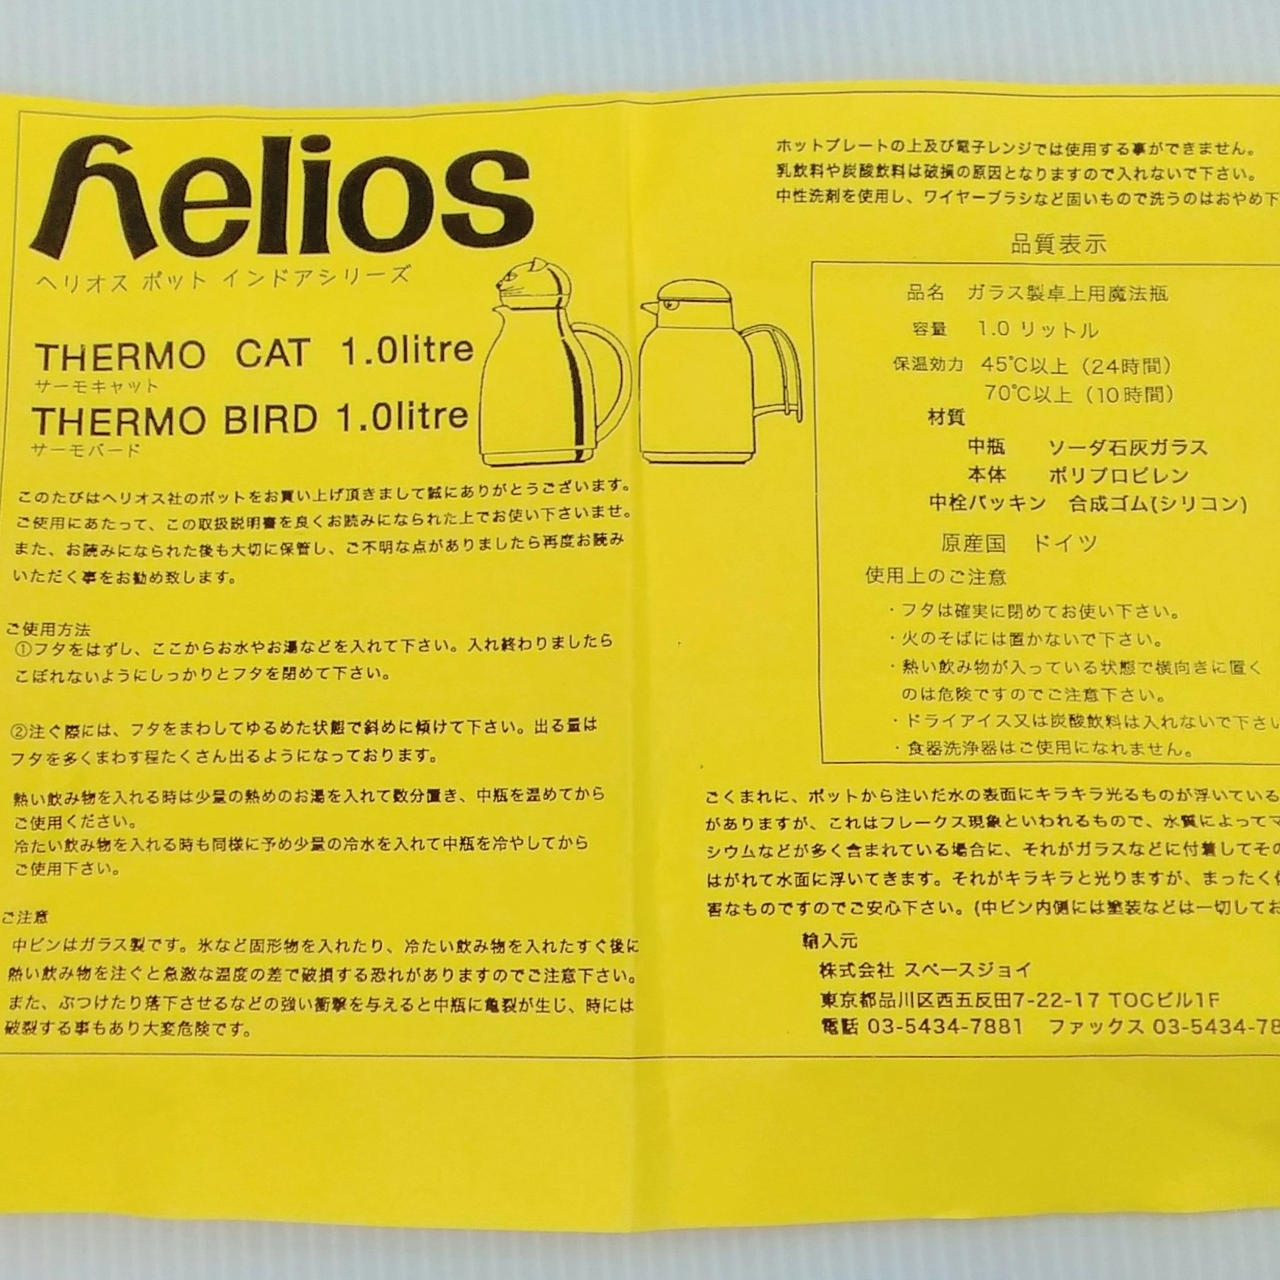 helios
ヘリオス ポット インドアシリーズ
THERMO CAT 1.0litre
サーモキャット
THERMO BIRD 1.0litre
サーモバード
このたびはヘリオス社のポットをお買い上げ頂きまして誠にありがとうございます。
ご使用にあたって、この取扱説明書を良くお読みになられた上でお使い下さいませ。
また、お読みになられた後も大切に保管し、ご不明な点がありましたら再度お読み
いただく事をお勧め致します。
ご使用方法
①フタをはずし、ここからお水やお湯などを入れて下さい。入れ終わりましたら
こぼれないようにしっかりとフタを閉めて下さい。
②注ぐ際には、フタをまわしてゆるめた状態で斜めに傾けて下さい。出る量は
フタを多くまわす程たくさん出るようになっております。
熱い飲み物を入れる時は少量の熱めのお湯を入れて数分置き、中瓶を温めてから
ご使用ください。
冷たい飲み物を入れる時も同様に予め少量の冷水を入れて中瓶を冷やしてから
ご使用下さい。
ご注意
中ビンはガラス製です。氷など固形物を入れたり、冷たい飲み物を入れたすぐ後に
熱い飲み物を注ぐと急激な温度の差で破損する恐れがありますのでご注意下さい。
また、ぶつけたり落下させるなどの強い衝撃を与えると中瓶に亀裂が生じ、時には
破裂する事もあり大変危険です。
ホットプレートの上及び電子レンジでは使用する事ができません。
乳飲料や炭酸飲料は破損の原因となりますので入れないで下さい。
中性洗剤を使用し、ワイヤーブラシなど固いもので洗うのはおやめ下
品質表示
品名 ガラス製卓上用魔法瓶
容量 1.0 リットル
保温効力 45℃以上（24時間）
70℃以上（10時間）
材質
中瓶 ソーダ石灰ガラス
本体 ポリプロピレン
中栓パッキン 合成ゴム(シリコン)
原産国 ドイツ
使用上のご注意
・フタは確実に閉めてお使い下さい。
・火のそばには置かないで下さい。
・熱い飲み物が入っている状態で横向きに置く
のは危険ですのでご注意下さい。
・ドライアイス又は炭酸飲料は入れないで下さい
・食器洗浄器はご使用になれません。
ごくまれに、ポットから注いだ水の表面にキラキラ光るものが浮いている
がありますが、これはフレークス現象といわれるもので、水質によってマ
シウムなどが多く含まれている場合に、それがガラスなどに付着してその
はがれて水面に浮いてきます。それがキラキラと光りますが、まったく
害なものですのでご安心下さい。(中ビン内側には塗装などは一切してお
輸入元
株式会社 スペースジョイ
東京都品川区西五反田7-22-17 TOCビル1F
電話 03-5434-7881 ファックス 03-5434-78